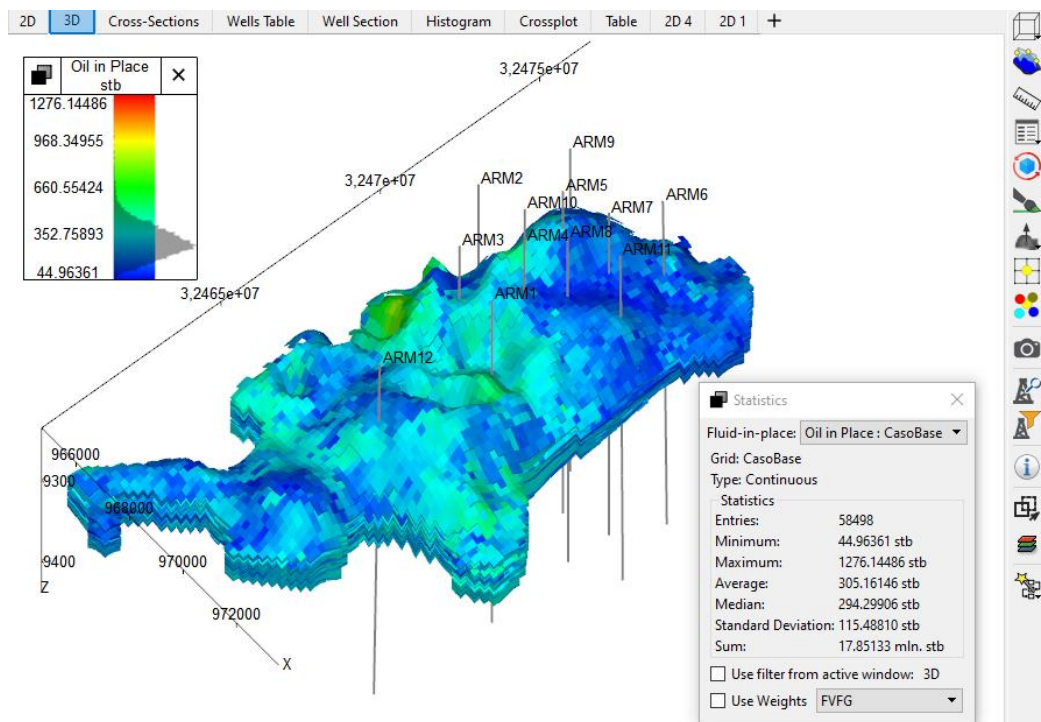 2D 3D Cross-Sections Wells Table Well Section Histogram Crossplot Table 2D 4 2D 1 +
Oil in Place
stb
1276.14486
968.34955
660.55424
352.75893
44.96361
3,2475e+07
3,247e+07
3,2465e+07
ARM9
ARM2
ARM5
ARM6
ARM10
ARM7
ARM3
ARM4
ARM8
ARM11
ARM1
ARM12
966000
9300
968000
9400
970000
Z
972000
X
Statistics
Fluid-in-place: Oil in Place : CasoBase
Grid: CasoBase
Type: Continuous
Statistics
Entries: 58498
Minimum: 44.96361 stb
Maximum: 1276.14486 stb
Average: 305.16146 stb
Median: 294.29906 stb
Standard Deviation: 115.48810 stb
Sum: 17.85133 mln. stb
Use filter from active window: 3D
Use Weights FVFG